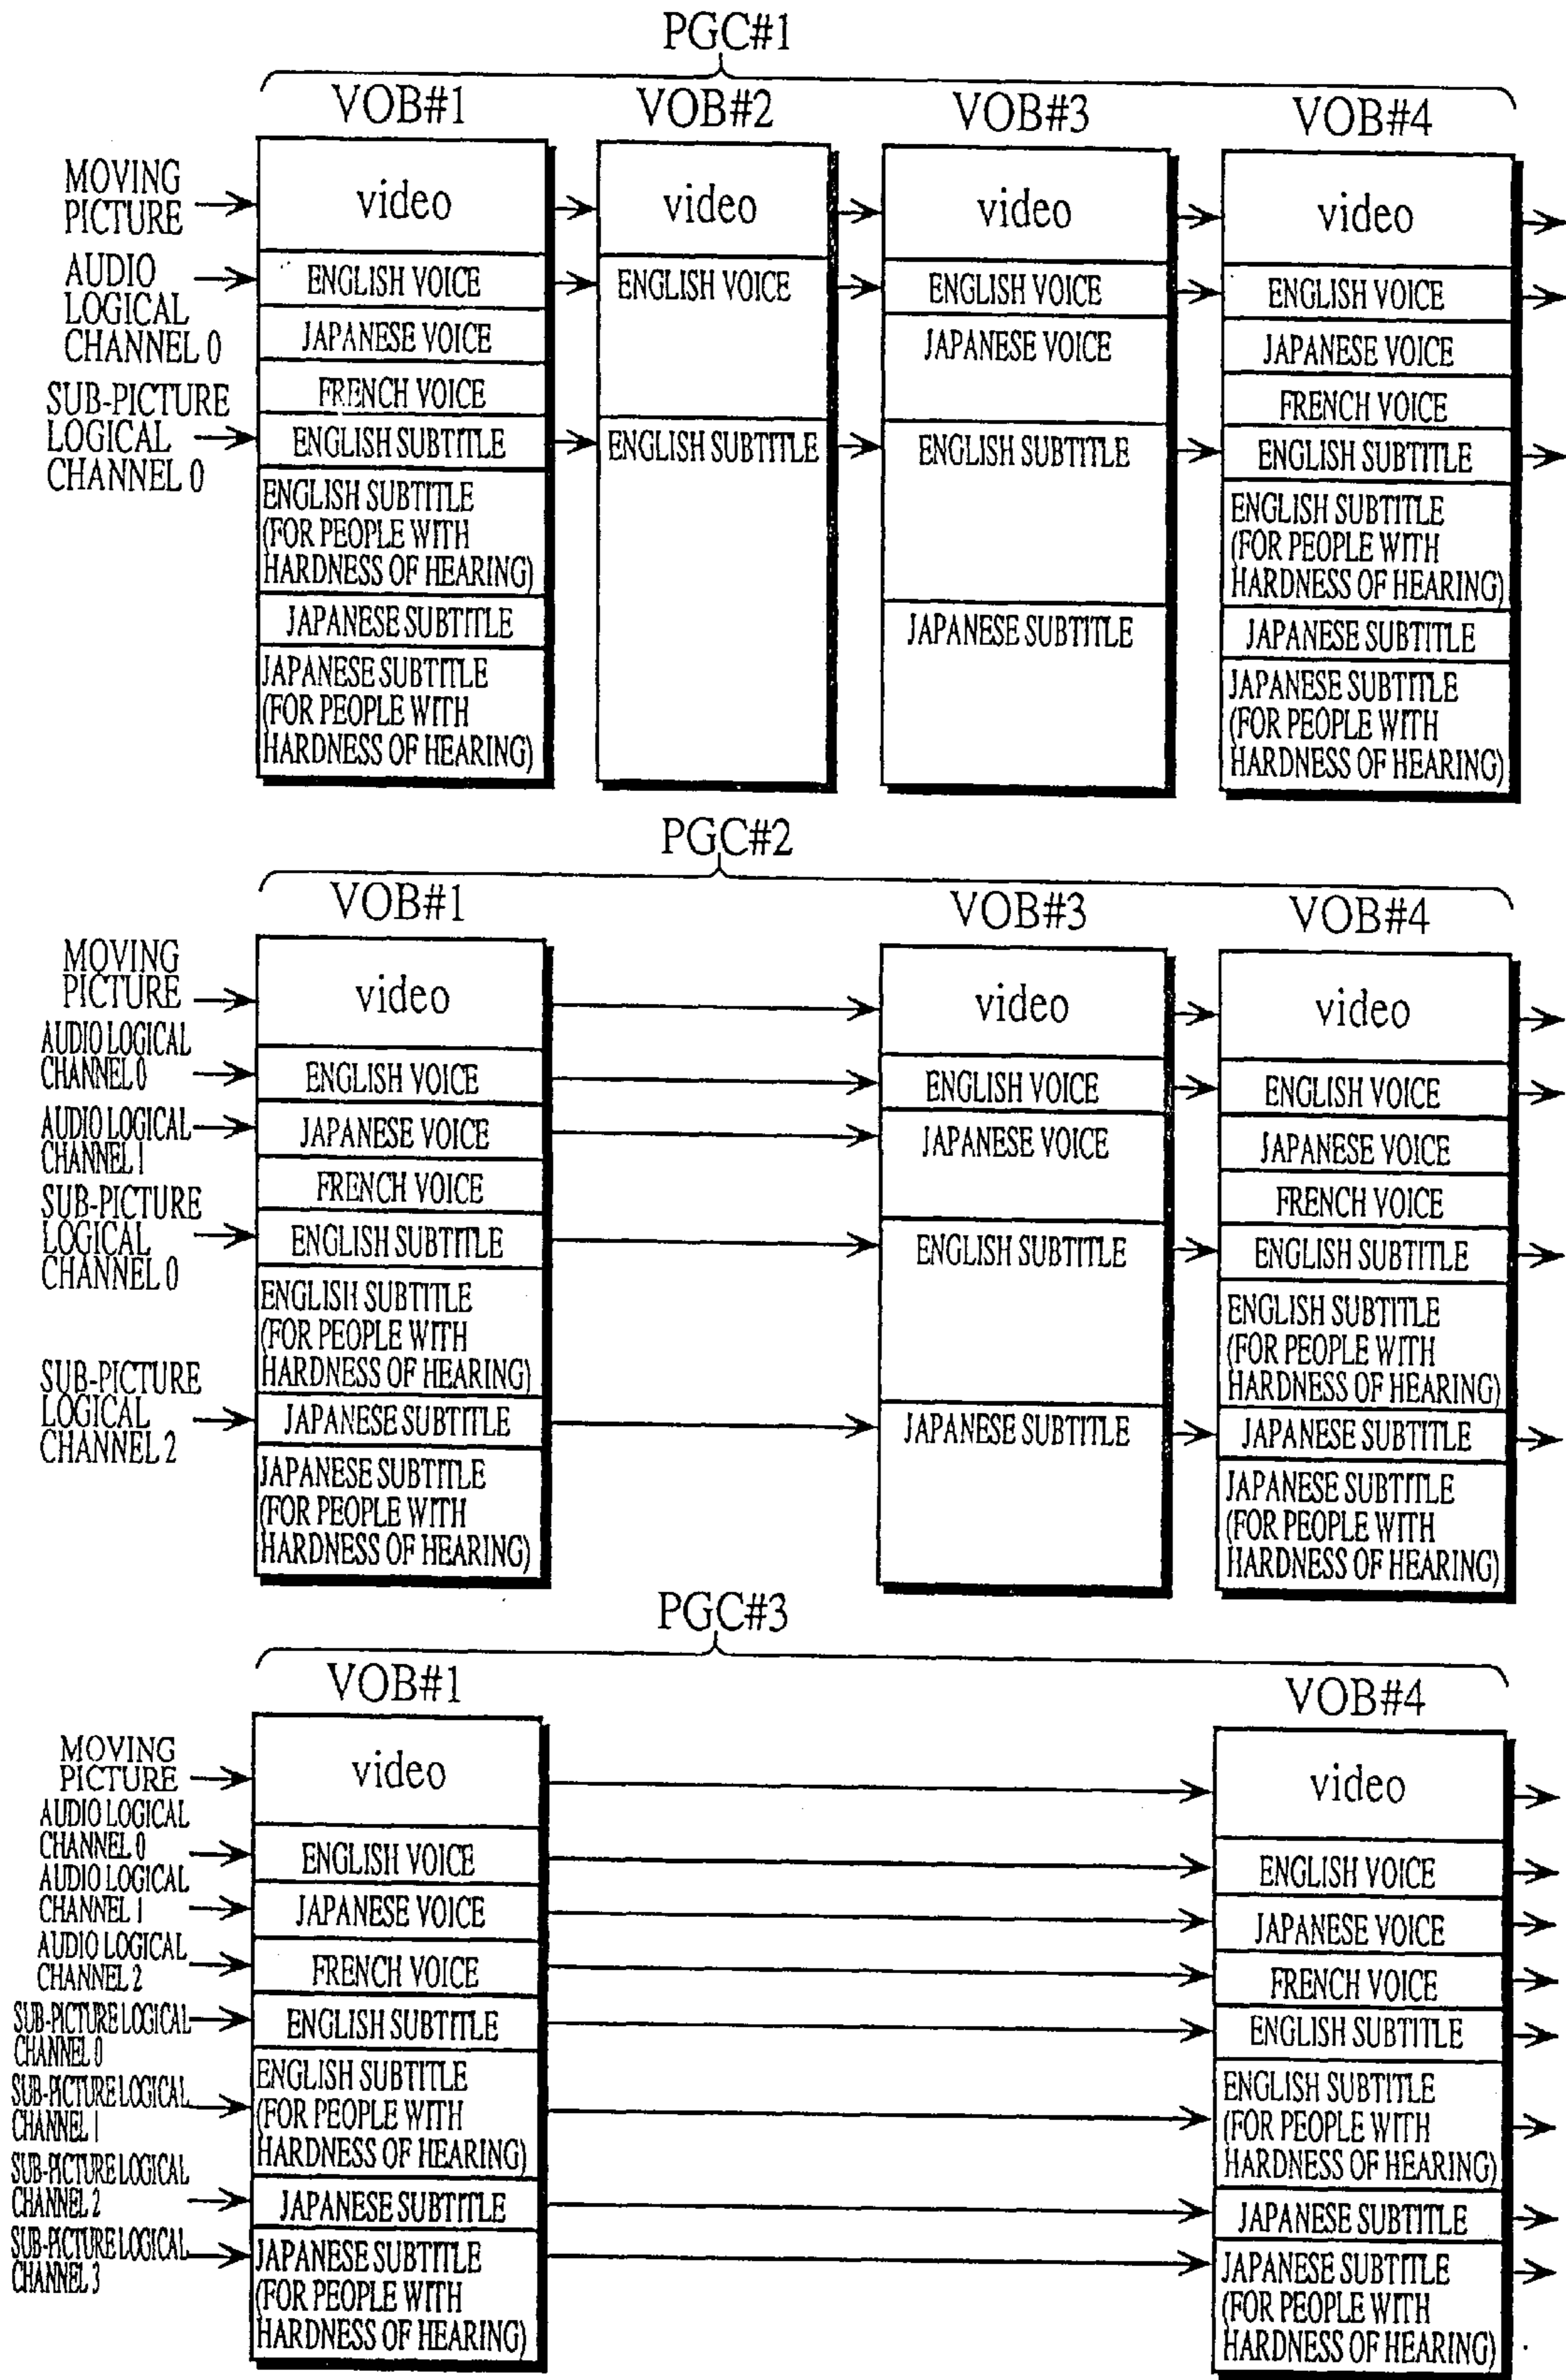 PGC#1
VOB#1
VOB#2
VOB#3
VOB#4
MOVING
PICTURE
AUDIO
LOGICAL
CHANNEL 0
SUB-PICTURE
LOGICAL
CHANNEL 0
video
ENGLISH VOICE
JAPANESE VOICE
FRENCH VOICE
ENGLISH SUBTITLE
ENGLISH SUBTITLE
(FOR PEOPLE WITH
HARDNESS OF HEARING)
JAPANESE SUBTITLE
JAPANESE SUBTITLE
(FOR PEOPLE WITH
HARDNESS OF HEARING)
video
ENGLISH VOICE
ENGLISH SUBTITLE
video
ENGLISH VOICE
JAPANESE VOICE
ENGLISH SUBTITLE
JAPANESE SUBTITLE
video
ENGLISH VOICE
JAPANESE VOICE
FRENCH VOICE
ENGLISH SUBTITLE
ENGLISH SUBTITLE
(FOR PEOPLE WITH
HARDNESS OF HEARING)
JAPANESE SUBTITLE
JAPANESE SUBTITLE
(FOR PEOPLE WITH
HARDNESS OF HEARING)
PGC#2
VOB#1
VOB#3
VOB#4
MOVING
PICTURE
AUDIO LOGICAL
CHANNEL 0
AUDIO LOGICAL
CHANNEL 1
SUB-PICTURE
LOGICAL
CHANNEL 0
SUB-PICTURE
LOGICAL
CHANNEL 2
video
ENGLISH VOICE
JAPANESE VOICE
FRENCH VOICE
ENGLISH SUBTITLE
ENGLISH SUBTITLE
(FOR PEOPLE WITH
HARDNESS OF HEARING)
JAPANESE SUBTITLE
JAPANESE SUBTITLE
(FOR PEOPLE WITH
HARDNESS OF HEARING)
video
ENGLISH VOICE
JAPANESE VOICE
ENGLISH SUBTITLE
JAPANESE SUBTITLE
video
ENGLISH VOICE
JAPANESE VOICE
FRENCH VOICE
ENGLISH SUBTITLE
ENGLISH SUBTITLE
(FOR PEOPLE WITH
HARDNESS OF HEARING)
JAPANESE SUBTITLE
JAPANESE SUBTITLE
(FOR PEOPLE WITH
HARDNESS OF HEARING)
PGC#3
VOB#1
VOB#4
MOVING
PICTURE
AUDIO LOGICAL
CHANNEL 0
AUDIO LOGICAL
CHANNEL 1
AUDIO LOGICAL
CHANNEL 2
SUB-PICTURE LOGICAL
CHANNEL 0
SUB-PICTURE LOGICAL
CHANNEL 1
SUB-PICTURE LOGICAL
CHANNEL 2
SUB-PICTURE LOGICAL
CHANNEL 3
video
ENGLISH VOICE
JAPANESE VOICE
FRENCH VOICE
ENGLISH SUBTITLE
ENGLISH SUBTITLE
(FOR PEOPLE WITH
HARDNESS OF HEARING)
JAPANESE SUBTITLE
JAPANESE SUBTITLE
(FOR PEOPLE WITH
HARDNESS OF HEARING)
video
ENGLISH VOICE
JAPANESE VOICE
FRENCH VOICE
ENGLISH SUBTITLE
ENGLISH SUBTITLE
(FOR PEOPLE WITH
HARDNESS OF HEARING)
JAPANESE SUBTITLE
JAPANESE SUBTITLE
(FOR PEOPLE WITH
HARDNESS OF HEARING)